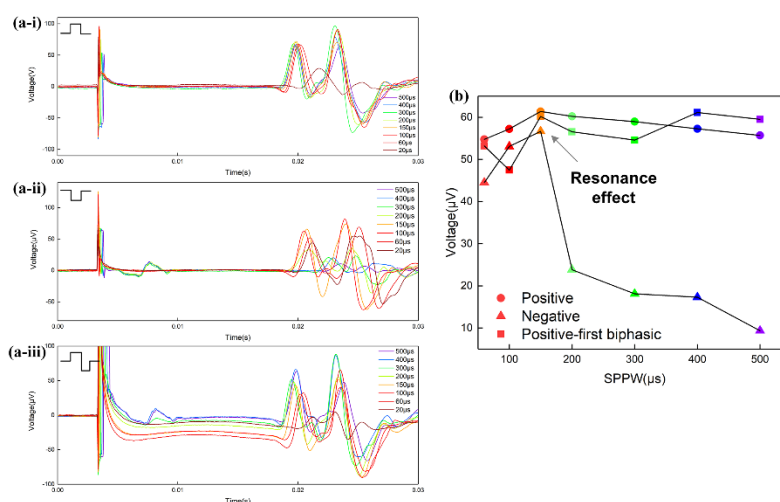 (a-i)
100
50
0
-50
-100
Voltage(μV)
500μs
400μs
300μs
200μs
150μs
100μs
60μs
20μs
0.00
0.01
0.02
0.03
Time(s)
(a-ii)
100
50
0
-50
Voltage(μV)
500μs
400μs
300μs
200μs
150μs
100μs
60μs
20μs
0.00
0.01
0.02
0.03
Time(s)
(a-iii)
100
50
0
-50
-100
Voltage(μV)
500μs
400μs
300μs
200μs
150μs
100μs
60μs
20μs
0.00
0.01
0.02
0.03
Time(s)
(b)
60
50
40
30
20
10
Voltage(μV)
Resonance
effect
Positive
Negative
Positive-first biphasic
100
200
300
400
500
SPPW(μs)